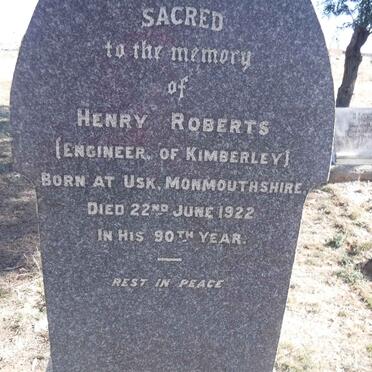 SACRED
to the memory
of
HENRY ROBERTS
[ENGINEER, OF KIMBERLEY]
BORN AT USK, MONMOUTHSHIRE,
DIED 22ND JUNE 1922
IN HIS 90TH YEAR.
REST IN PEACE